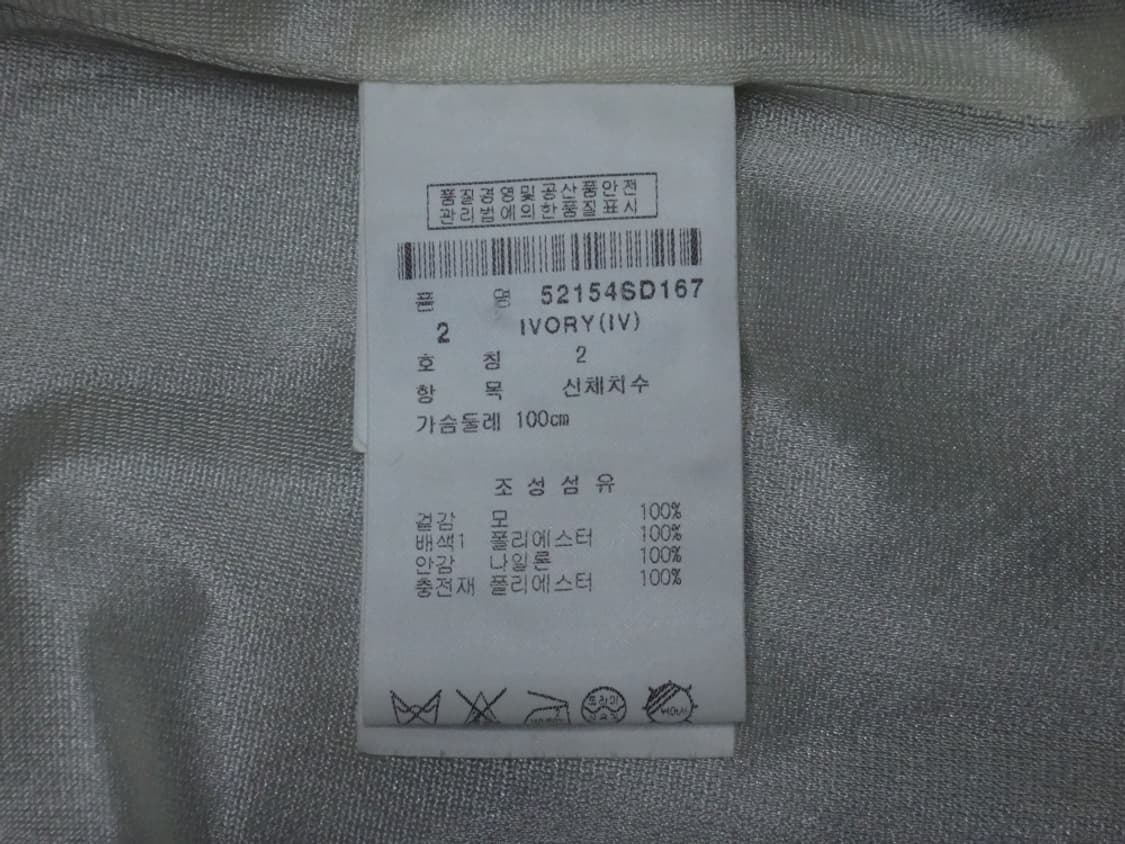 품질경영및공산품안전
관리법에의한품질표시
품 명 52154SD167
2 IVORY(IV)
호 칭 2
항 목 신체치수
가슴둘레 100cm
조성섬유
겉감 모 100%
배색1 폴리에스터 100%
안감 나일론 100%
충전재 폴리에스터 100%
드라이